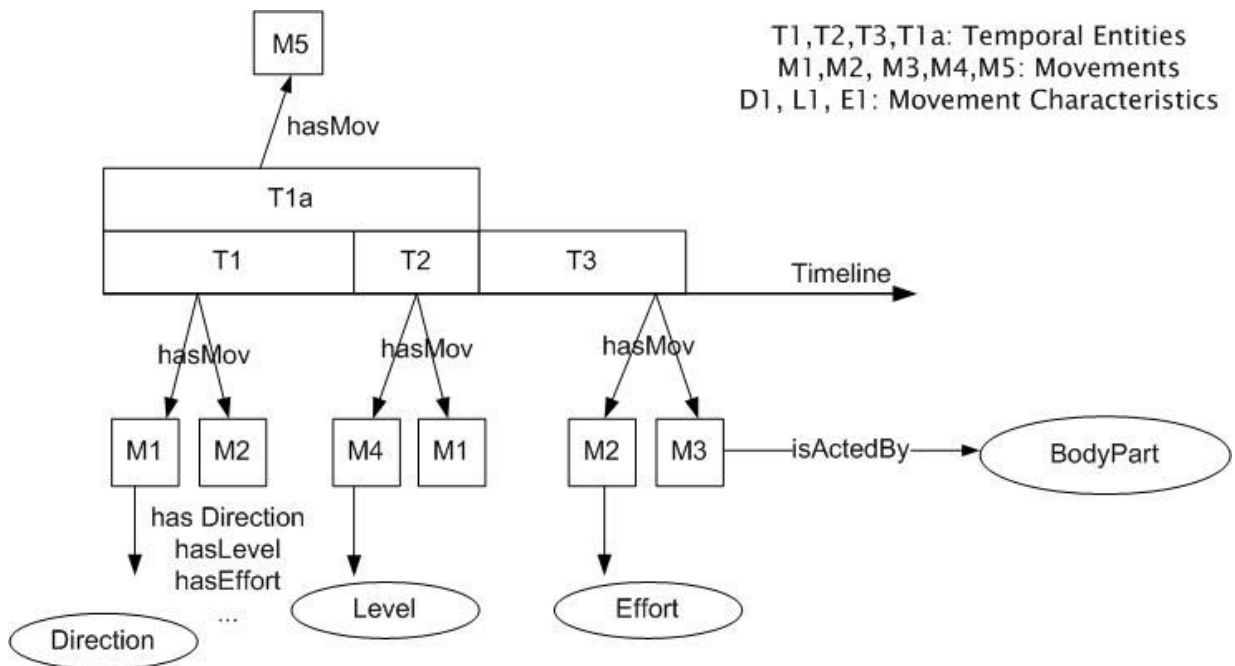 M5
T1,T2,T3,T1a: Temporal Entities
M1,M2, M3,M4,M5: Movements
D1, L1, E1: Movement Characteristics
hasMov
T1a
T1 T2 T3
Timeline
hasMov hasMov hasMov
M1 M2 M4 M1 M2 M3 isActedBy BodyPart
has Direction
hasLevel
hasEffort
...
Direction Level Effort